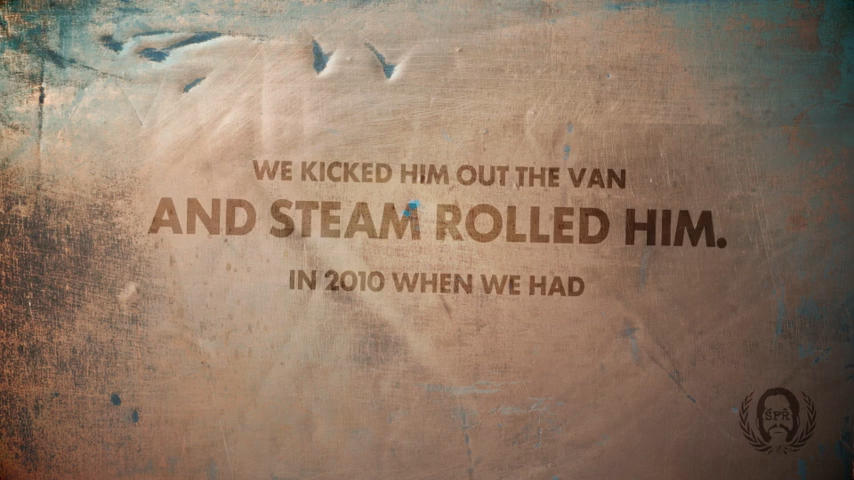 WE KICKED HIM OUT THE VAN
AND STEAM ROLLED HIM.
IN 2010 WHEN WE HAD
SPR